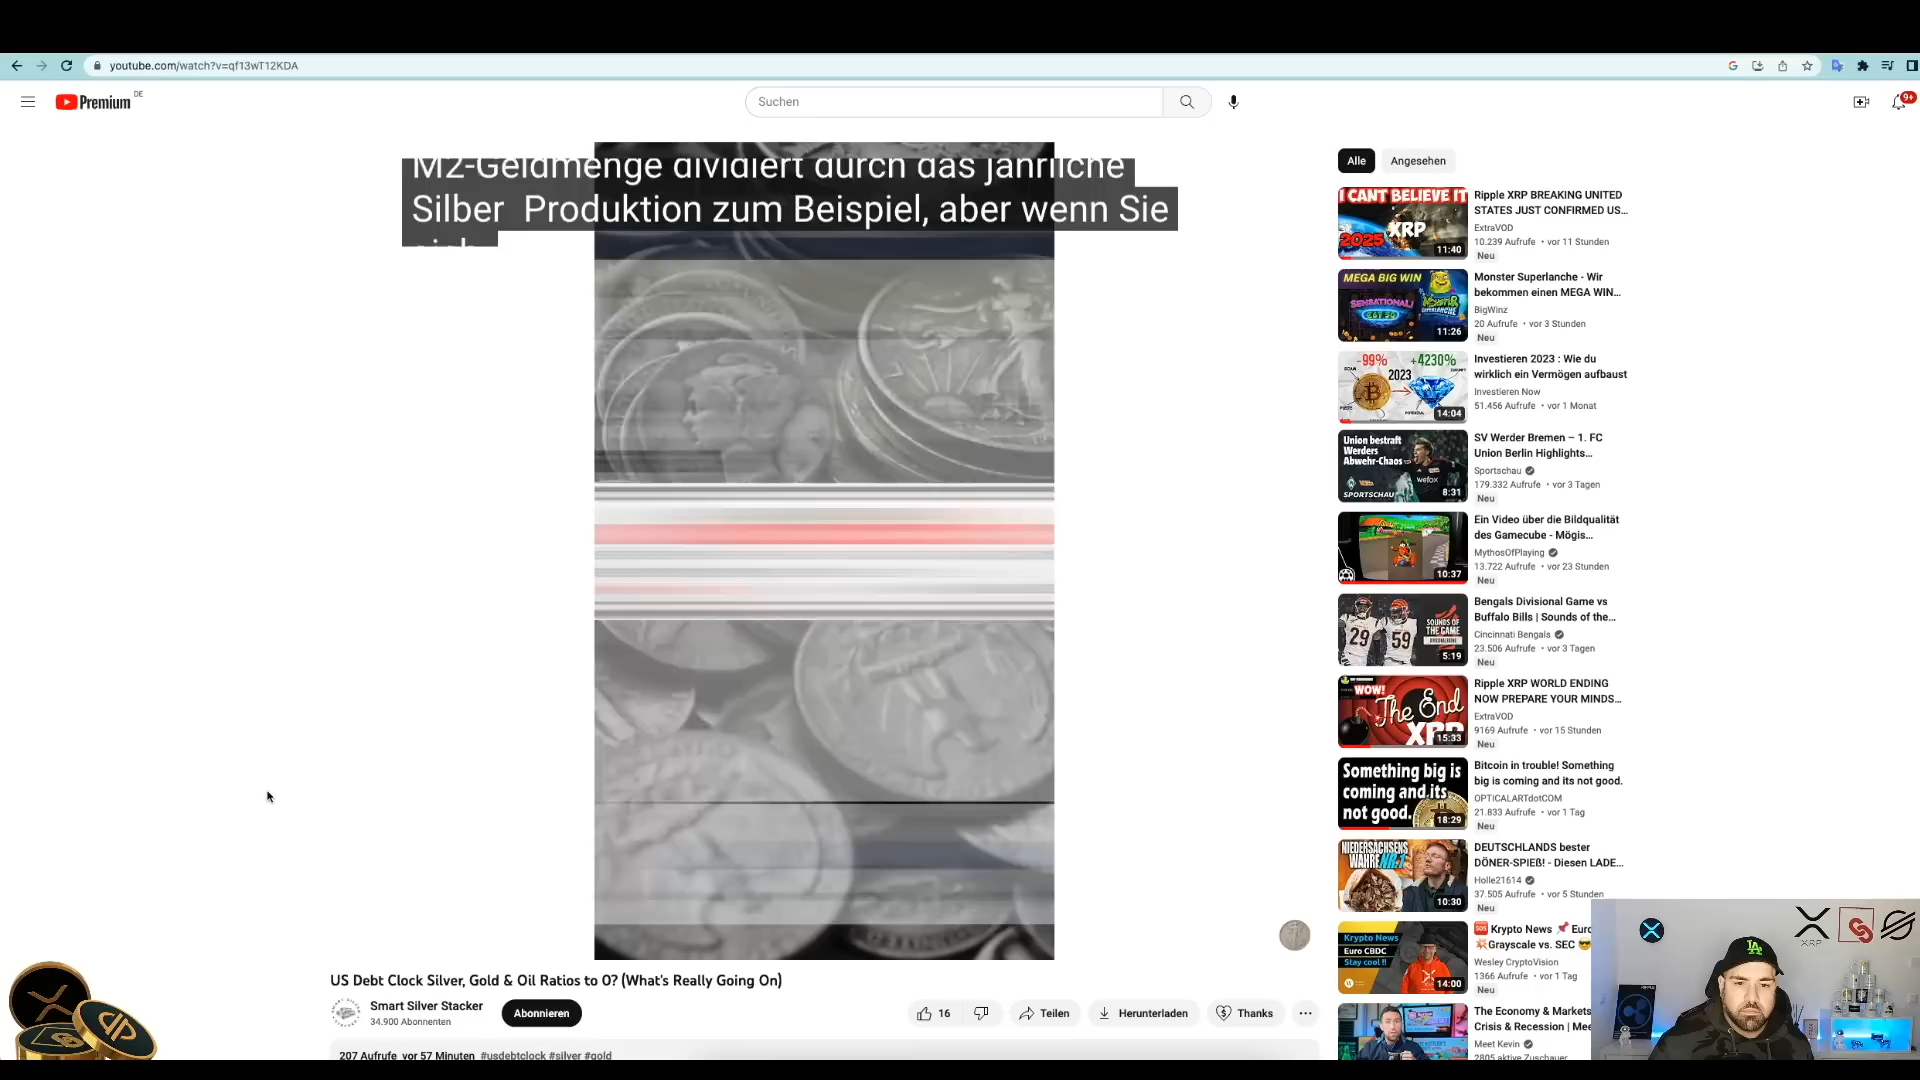 youtube.com/watch?v=qf13wT12KDA
Premium DE
Suchen
9+
M2-Geldmenge dividiert durch das jährliche
Silber Produktion zum Beispiel, aber wenn Sie
Alle
Angesehen
I CANT BELIEVE IT
2025
XRP
11:40
Ripple XRP BREAKING UNITED
STATES JUST CONFIRMED US...
ExtraVOD
10.239 Aufrufe • vor 11 Stunden
Neu
MEGA BIG WIN
SENSATIONAL!
11:26
Monster Superlanche - Wir
bekommen einen MEGA WIN...
BigWinz
20 Aufrufe • vor 3 Stunden
Neu
-99%
+4230%
2023
14:04
Investieren 2023 : Wie du
wirklich ein Vermögen aufbaust
Investieren Now
51.456 Aufrufe • vor 1 Monat
Union bestraft
Werders
Abwehr-Chaos
wefox
SPORTSCHAU
8:31
SV Werder Bremen – 1. FC
Union Berlin Highlights...
Sportschau
179.332 Aufrufe • vor 3 Tagen
Neu
10:37
Ein Video über die Bildqualität
des Gamecube - Mögis...
MythosOfPlaying
13.722 Aufrufe • vor 23 Stunden
Neu
29
59
SOUNDS OF
THE GAME
5:19
Bengals Divisional Game vs
Buffalo Bills | Sounds of the...
Cincinnati Bengals
23.506 Aufrufe • vor 3 Tagen
Neu
WOW!
The End
XRP
15:33
Ripple XRP WORLD ENDING
NOW PREPARE YOUR MINDS...
ExtraVOD
9169 Aufrufe • vor 15 Stunden
Neu
Something big is
coming and its
not good.
18:29
Bitcoin in trouble! Something
big is coming and its not good.
OPTICALARTdotCOM
21.833 Aufrufe • vor 1 Tag
Neu
NIEDERSACHSENS
WAHRE NR.1
10:30
DEUTSCHLANDS bester
DÖNER-SPIEß! - Diesen LADE...
Holle21614
37.505 Aufrufe • vor 5 Stunden
Neu
Krypto News
Euro CBDC
Stay cool !!
14:00
Krypto News 📌 Euro
Grayscale vs. SEC
Wesley CryptoVision
1366 Aufrufe • vor 1 Tag
Neu
The Economy & Markets
Crisis & Recession | Mee
Meet Kevin
2805 aktive Zuschauer
XRP
LA
US Debt Clock Silver, Gold & Oil Ratios to 0? (What's Really Going On)
Smart Silver Stacker
34.900 Abonnenten
Abonnieren
16
Teilen
Herunterladen
Thanks
207 Aufrufe vor 57 Minuten #usdebtclock #silver #gold